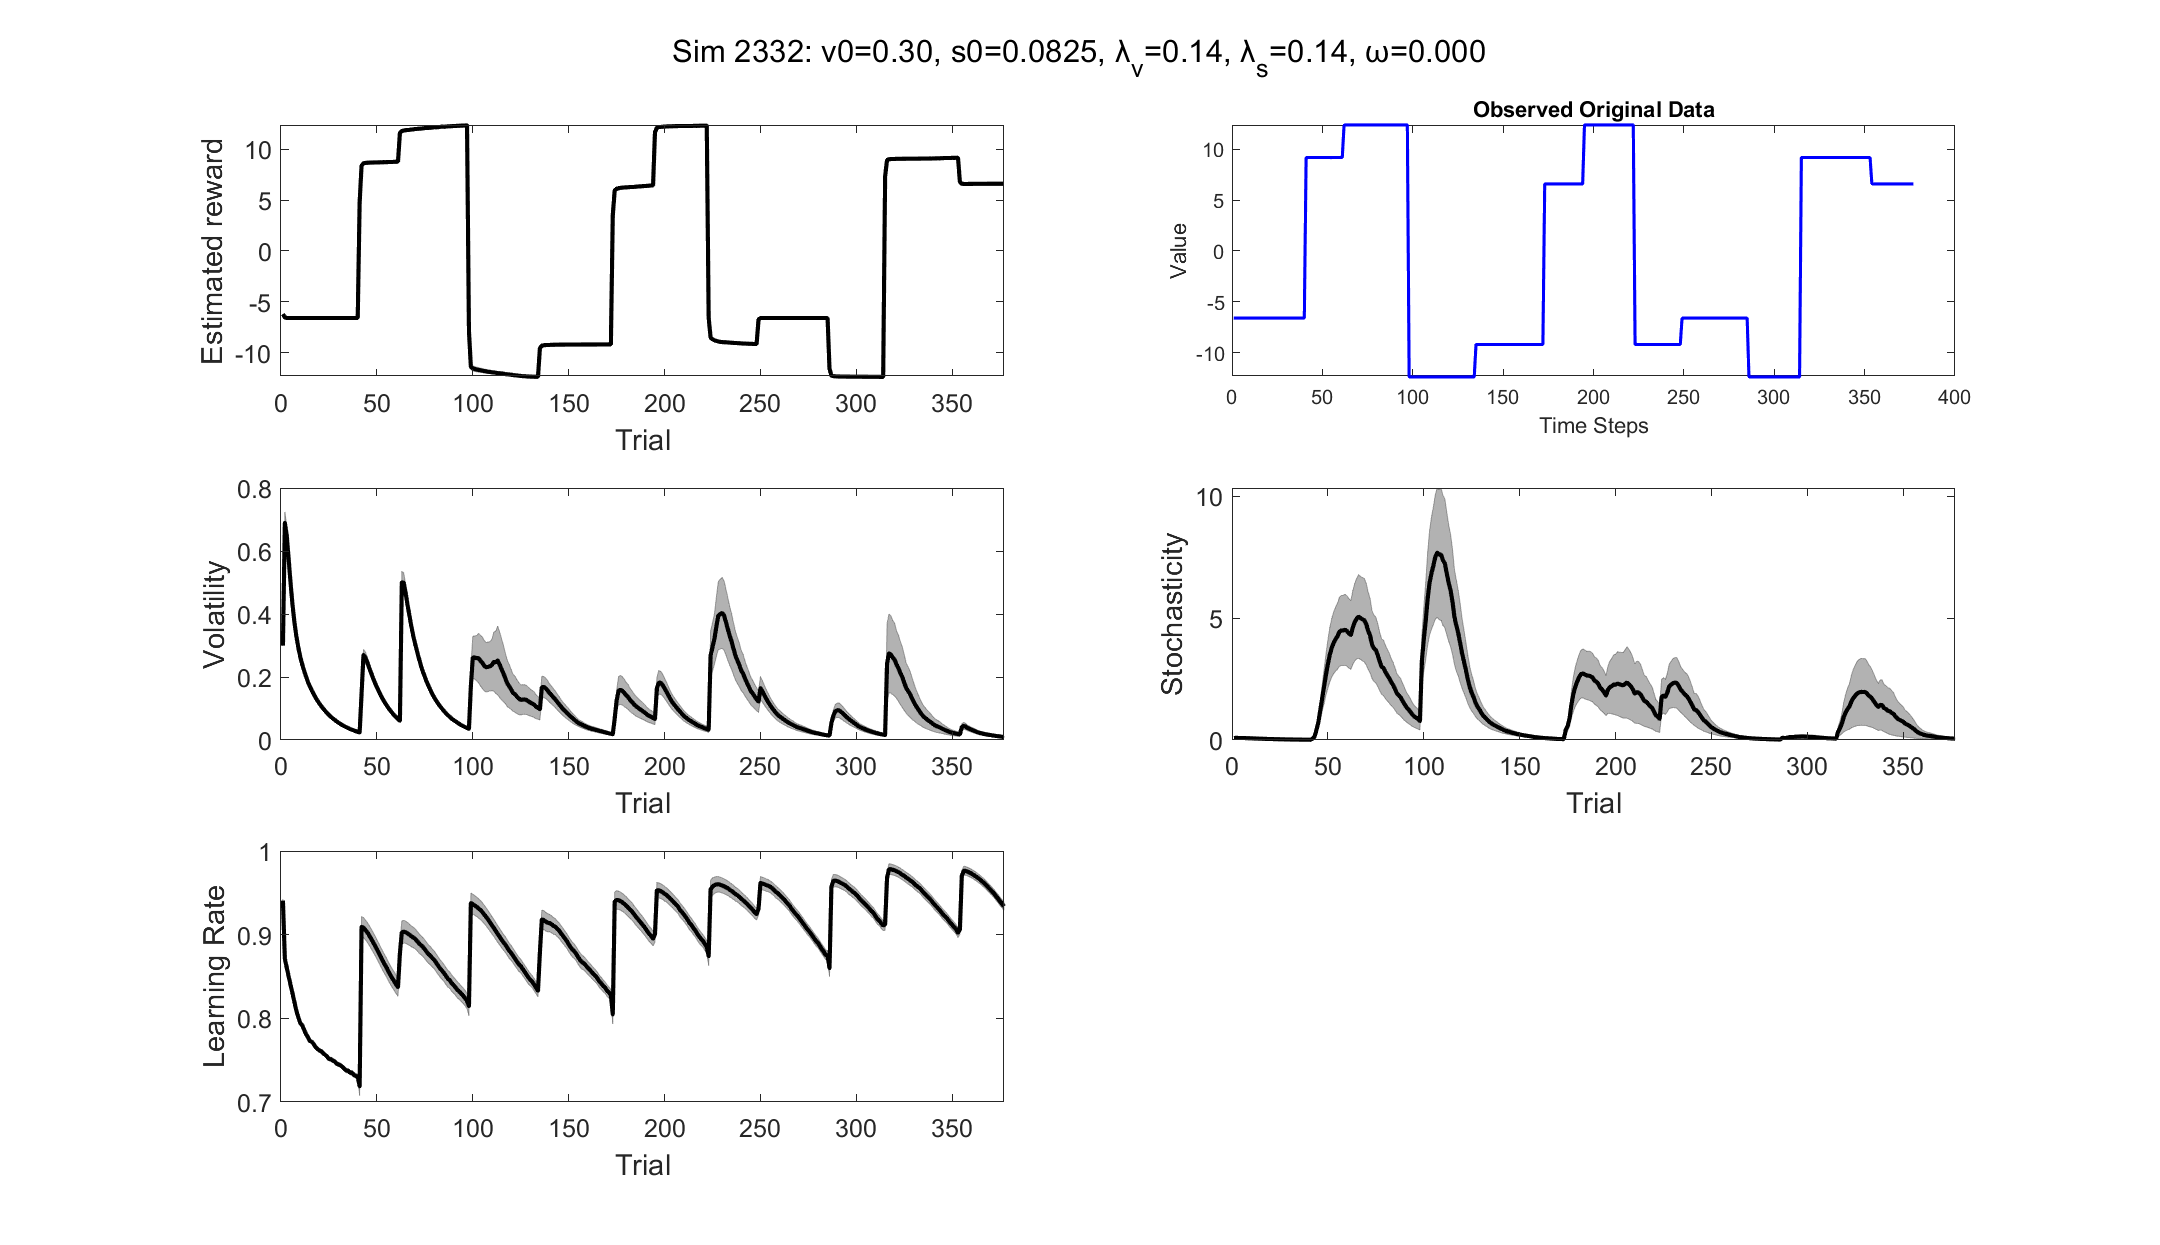 Sim 2332: v0=0.30, s0=0.0825, λ_v=0.14, λ_s=0.14, ω=0.000
Estimated reward
10
5
0
-5
-10
0 50 100 150 200 250 300 350
Trial
Observed Original Data
Value
10
5
0
-5
-10
0 50 100 150 200 250 300 350 400
Time Steps
Volatility
0.8
0.6
0.4
0.2
0
0 50 100 150 200 250 300 350
Trial
Stochasticity
10
5
0
0 50 100 150 200 250 300 350
Trial
Learning Rate
1
0.9
0.8
0.7
0 50 100 150 200 250 300 350
Trial